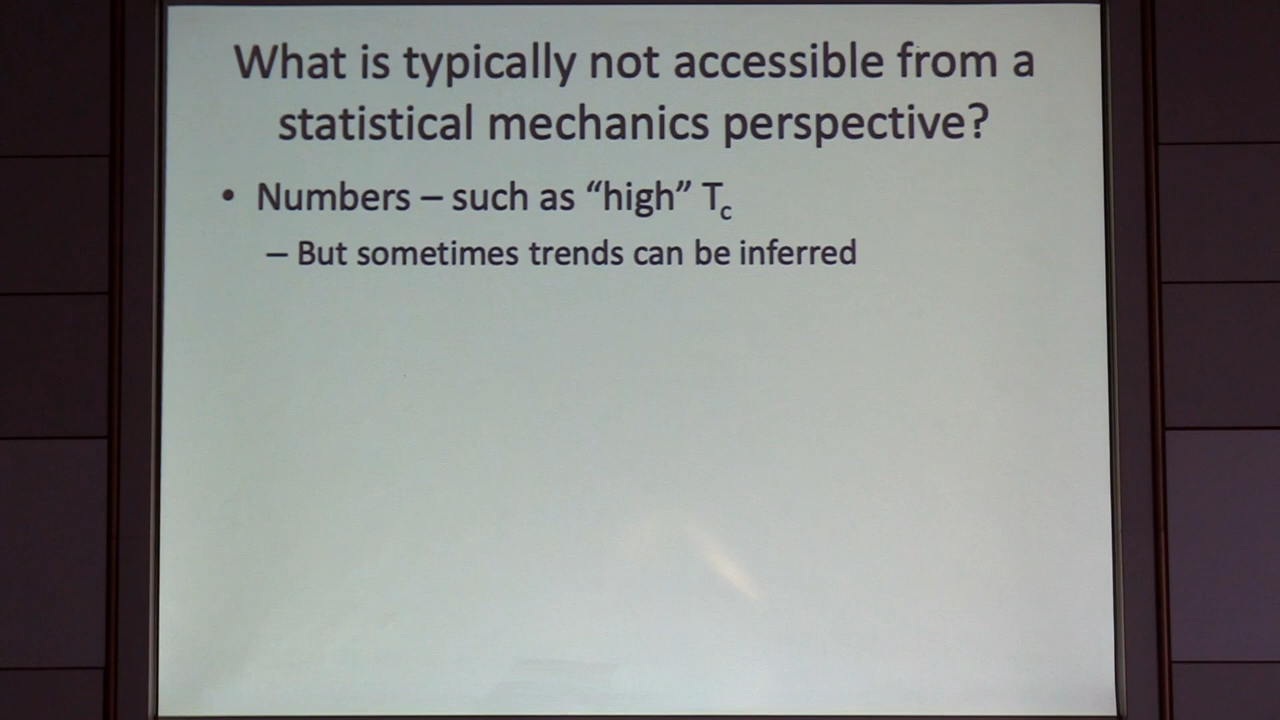 What is typically not accessible from a
statistical mechanics perspective?
• Numbers – such as “high” Tc
– But sometimes trends can be inferred